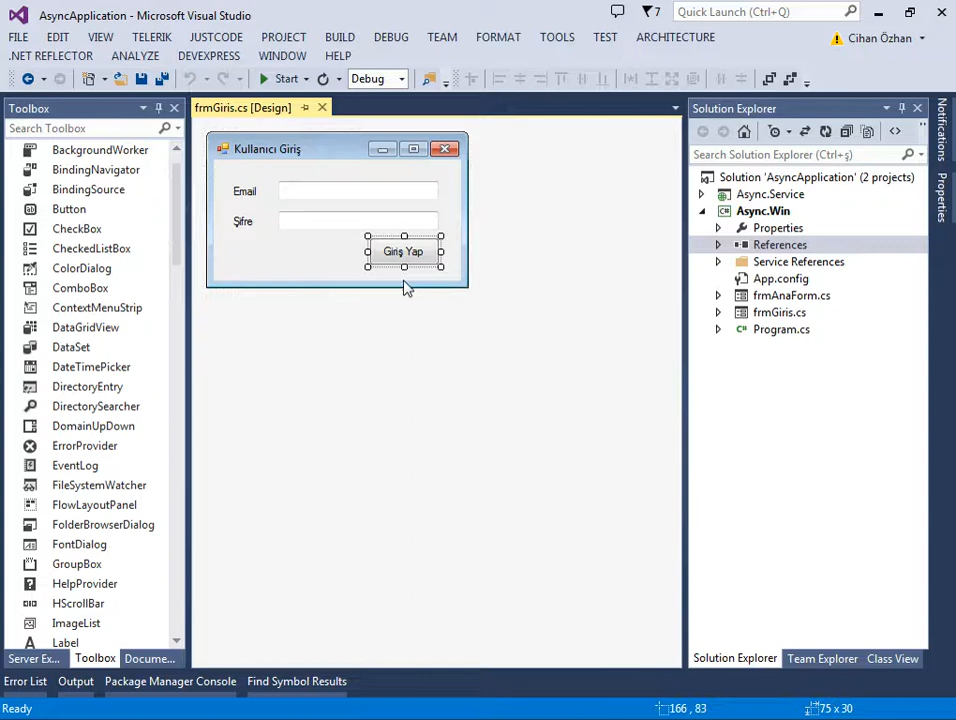 AsyncApplication - Microsoft Visual Studio
7
Quick Launch (Ctrl+Q)
FILE EDIT VIEW TELERIK JUSTCODE PROJECT BUILD DEBUG TEAM FORMAT TOOLS TEST ARCHITECTURE
Cihan Özhan
.NET REFLECTOR ANALYZE DEVEXPRESS WINDOW HELP
Start
Debug
Toolbox
Search Toolbox
BackgroundWorker
BindingNavigator
BindingSource
Button
CheckBox
CheckedListBox
ColorDialog
ComboBox
ContextMenuStrip
DataGridView
DataSet
DateTimePicker
DirectoryEntry
DirectorySearcher
DomainUpDown
ErrorProvider
EventLog
FileSystemWatcher
FlowLayoutPanel
FolderBrowserDialog
FontDialog
GroupBox
HelpProvider
HScrollBar
ImageList
Label
Server Ex... Toolbox Docume...
frmGiris.cs [Design]
Kullanıcı Giriş
Email
Şifre
Giriş Yap
Solution Explorer
Search Solution Explorer (Ctrl+ş)
Solution 'AsyncApplication' (2 projects)
Async.Service
Async.Win
Properties
References
Service References
App.config
frmAnaForm.cs
frmGiris.cs
Program.cs
Solution Explorer Team Explorer Class View
Notifications
Properties
Error List Output Package Manager Console Find Symbol Results
Ready
166 , 83
75 x 30